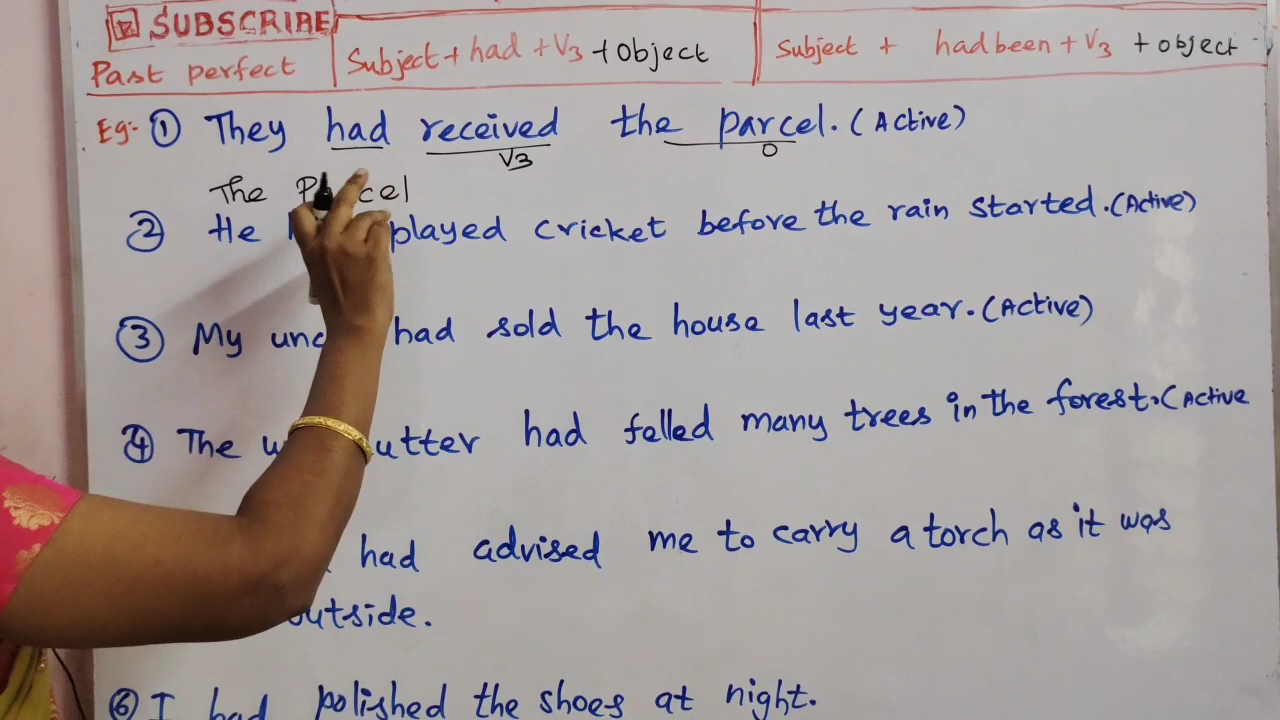 SUBSCRIBE
Past perfect Subject + had + V3 + Object Subject + had been + V3 + object
Eg:- ① They had received the parcel. (Active)
V3 O
The Parcel
② He played cricket before the rain started. (Active)
③ My had sold the house last year. (Active)
④ The had felled many trees in the forest. (Active
had advised me to carry a torch as it was
outside.
⑥ I had polished the shoes at night.